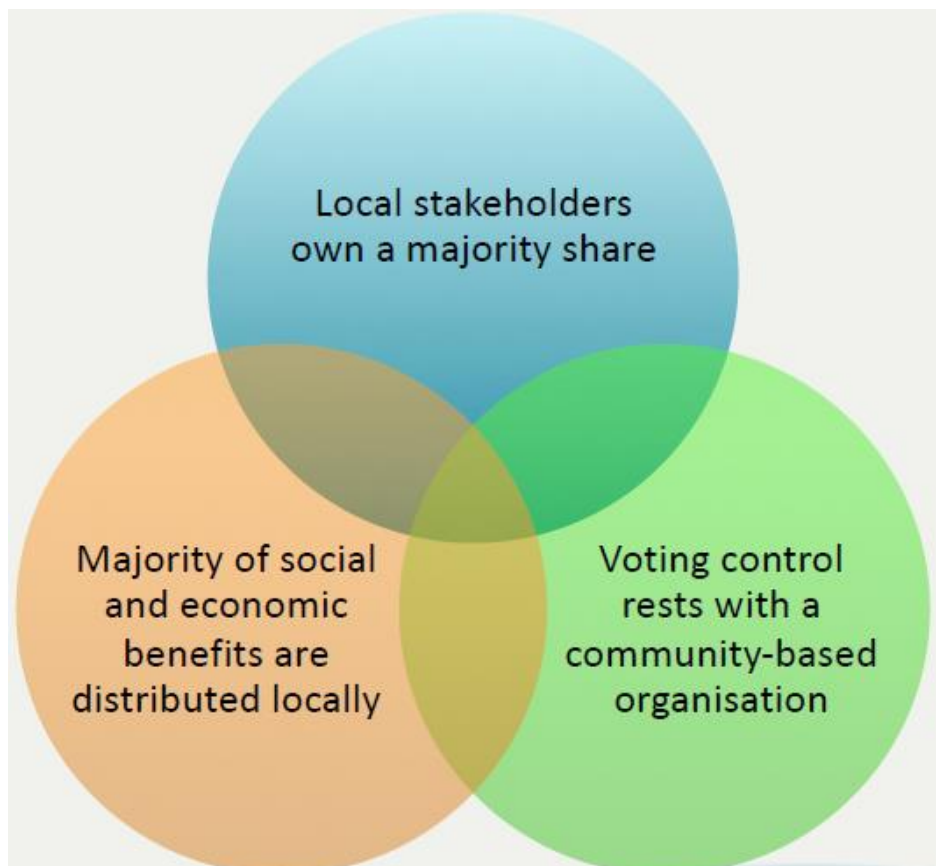 Local stakeholders
own a majority share
Majority of social
and economic
benefits are
distributed locally
Voting control
rests with a
community-based
organisation